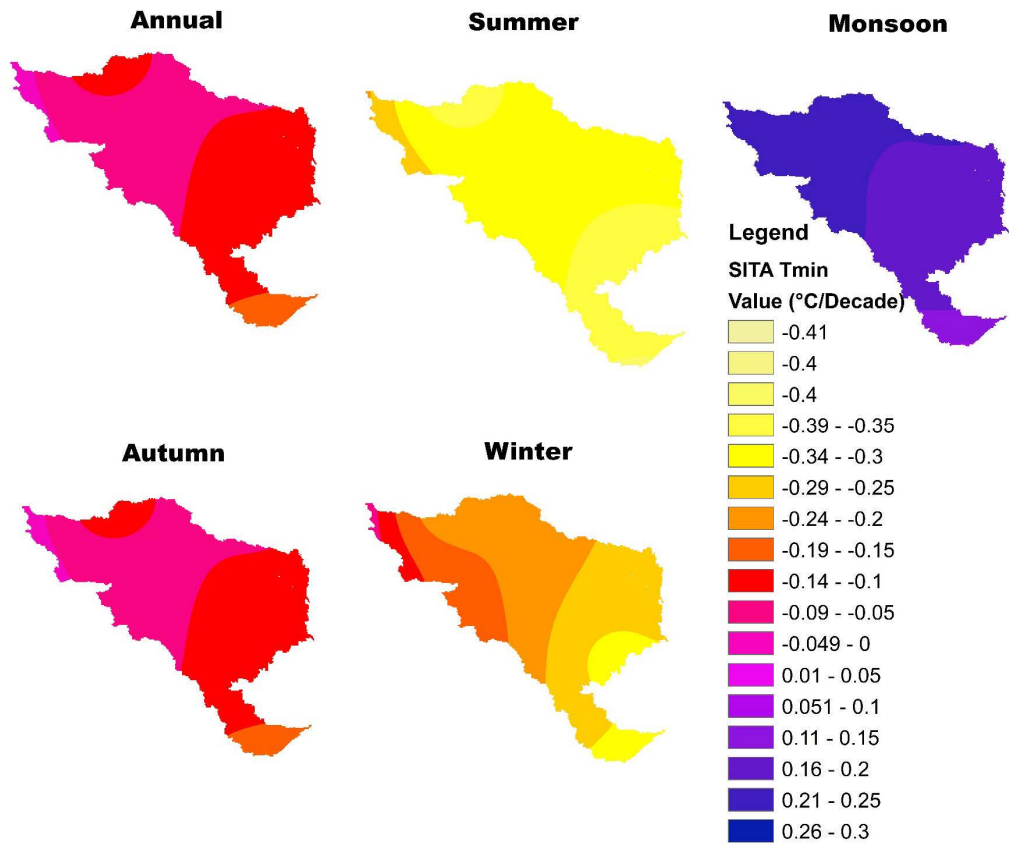 Annual
Summer
Monsoon
Legend
SITA Tmin
Value (°C/Decade)
-0.41
-0.4
-0.4
-0.39 - -0.35
-0.34 - -0.3
-0.29 - -0.25
-0.24 - -0.2
-0.19 - -0.15
-0.14 - -0.1
-0.09 - -0.05
-0.049 - 0
0.01 - 0.05
0.051 - 0.1
0.11 - 0.15
0.16 - 0.2
0.21 - 0.25
0.26 - 0.3
Autumn
Winter